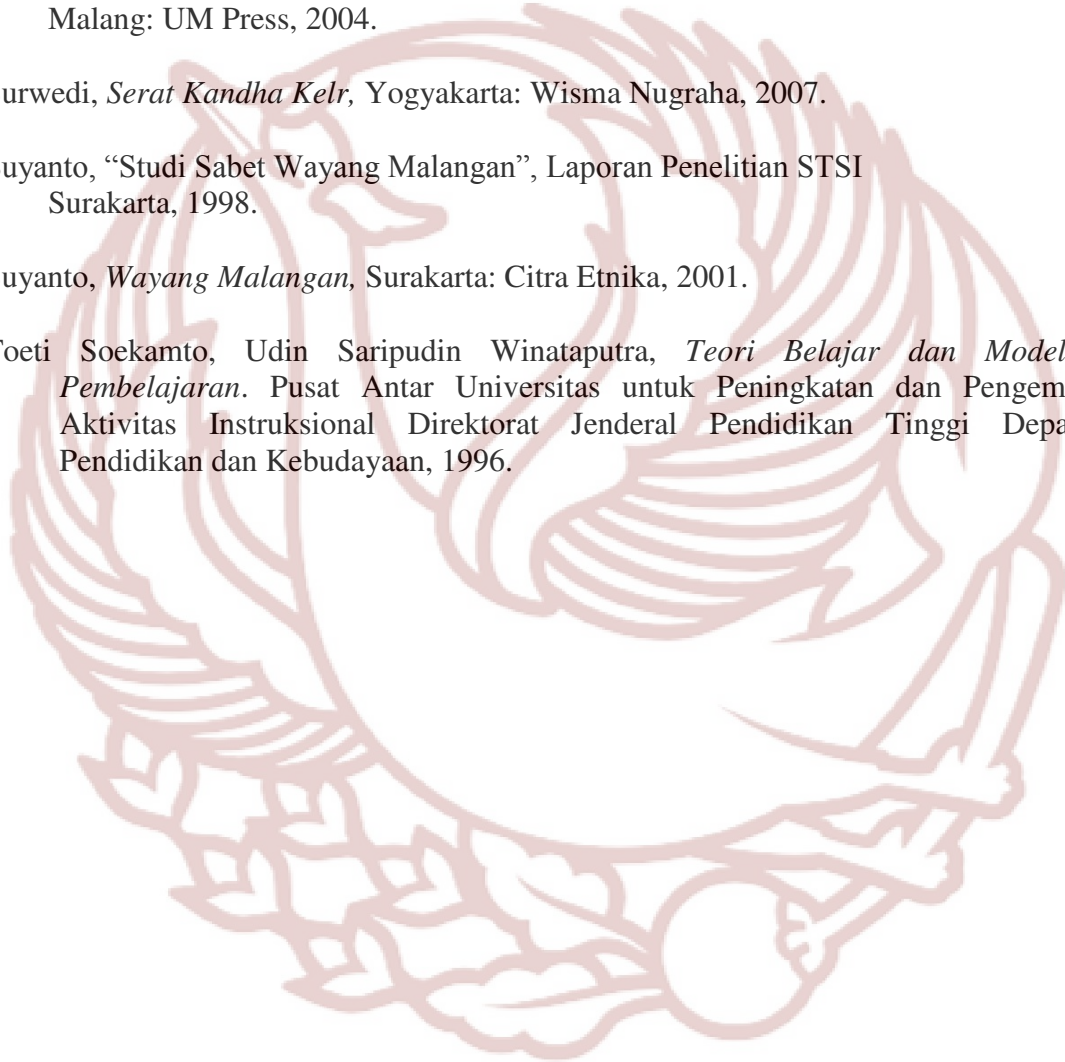 Malang: UM Press, 2004.
urwedi, Serat Kandha Kelr, Yogyakarta: Wisma Nugraha, 2007.
uyanto, “Studi Sabet Wayang Malangan”, Laporan Penelitian STSI
Surakarta, 1998.
uyanto, Wayang Malangan, Surakarta: Citra Etnika, 2001.
oeti Soekamto, Udin Saripudin Winataputra, Teori Belajar dan Model
Pembelajaran. Pusat Antar Universitas untuk Peningkatan dan Pengem
Aktivitas Instruksional Direktorat Jenderal Pendidikan Tinggi Depa
Pendidikan dan Kebudayaan, 1996.